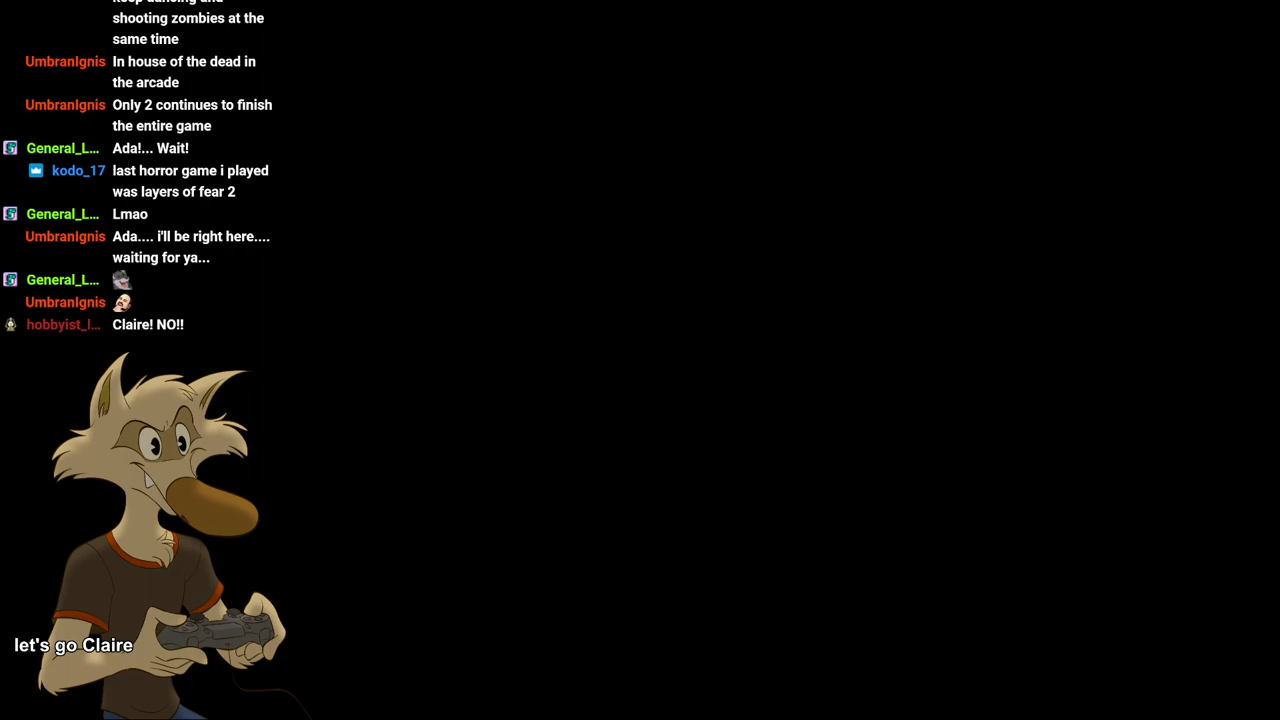 shooting zombies at the
same time
UmbranIgnis In house of the dead in
the arcade
UmbranIgnis Only 2 continues to finish
the entire game
General_L... Ada!... Wait!
kodo_17 last horror game i played
was layers of fear 2
General_L... Lmao
UmbranIgnis Ada.... i'll be right here....
waiting for ya...
General_L...
UmbranIgnis
hobbyist_l... Claire! NO!!
let's go Claire